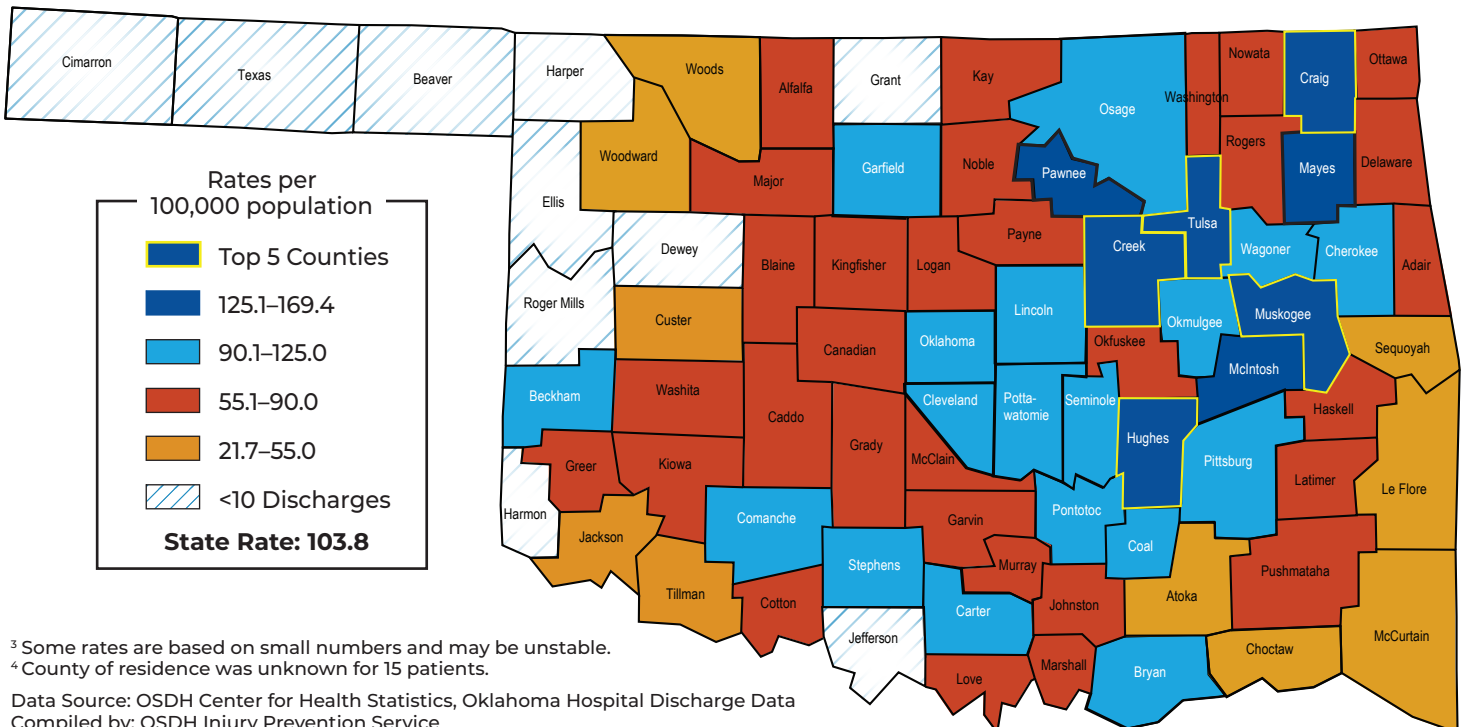 Cimarron
Texas
Beaver
Harper
Woods
Alfalfa
Grant
Kay
Osage
Washington
Nowata
Craig
Ottawa
Woodward
Major
Garfield
Noble
Pawnee
Rogers
Mayes
Delaware
Ellis
Dewey
Blaine
Kingfisher
Logan
Payne
Creek
Tulsa
Wagoner
Cherokee
Adair
Roger Mills
Custer
Canadian
Oklahoma
Lincoln
Okfuskee
Okmulgee
Muskogee
McIntosh
Sequoyah
Beckham
Washita
Caddo
Grady
Cleveland
McClain
Potta-
watomie
Seminole
Hughes
Pittsburg
Haskell
Latimer
Le Flore
Harmon
Greer
Kiowa
Jackson
Tillman
Comanche
Cotton
Stephens
Jefferson
Garvin
Murray
Carter
Love
Pontotoc
Johnston
Marshall
Coal
Atoka
Bryan
Pushmataha
Choctaw
McCurtain
Rates per
100,000 population
Top 5 Counties
125.1–169.4
90.1–125.0
55.1–90.0
21.7–55.0
<10 Discharges
State Rate: 103.8
³ Some rates are based on small numbers and may be unstable.
⁴ County of residence was unknown for 15 patients.
Data Source: OSDH Center for Health Statistics, Oklahoma Hospital Discharge Data
Compiled by: OSDH Injury Prevention Service